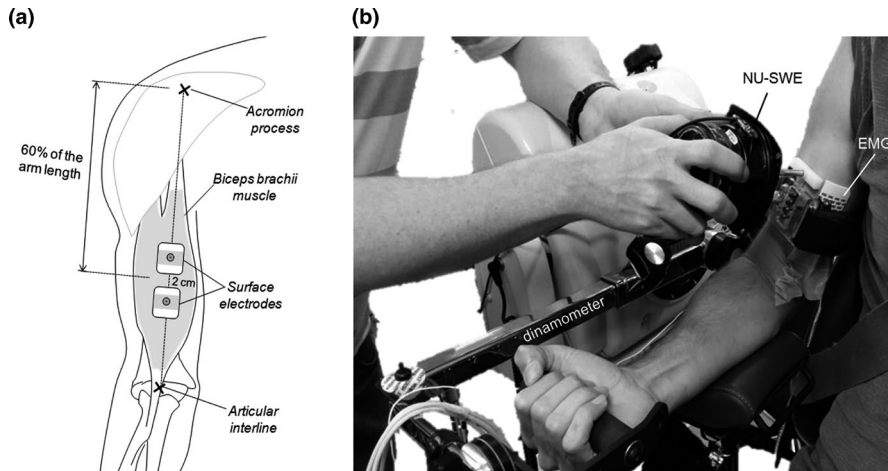 (a)
Acromion
process
60% of the
arm length
Biceps brachii
muscle
2 cm
Surface
electrodes
Articular
interline
(b)
NU-SWE
EMG
dinamometer